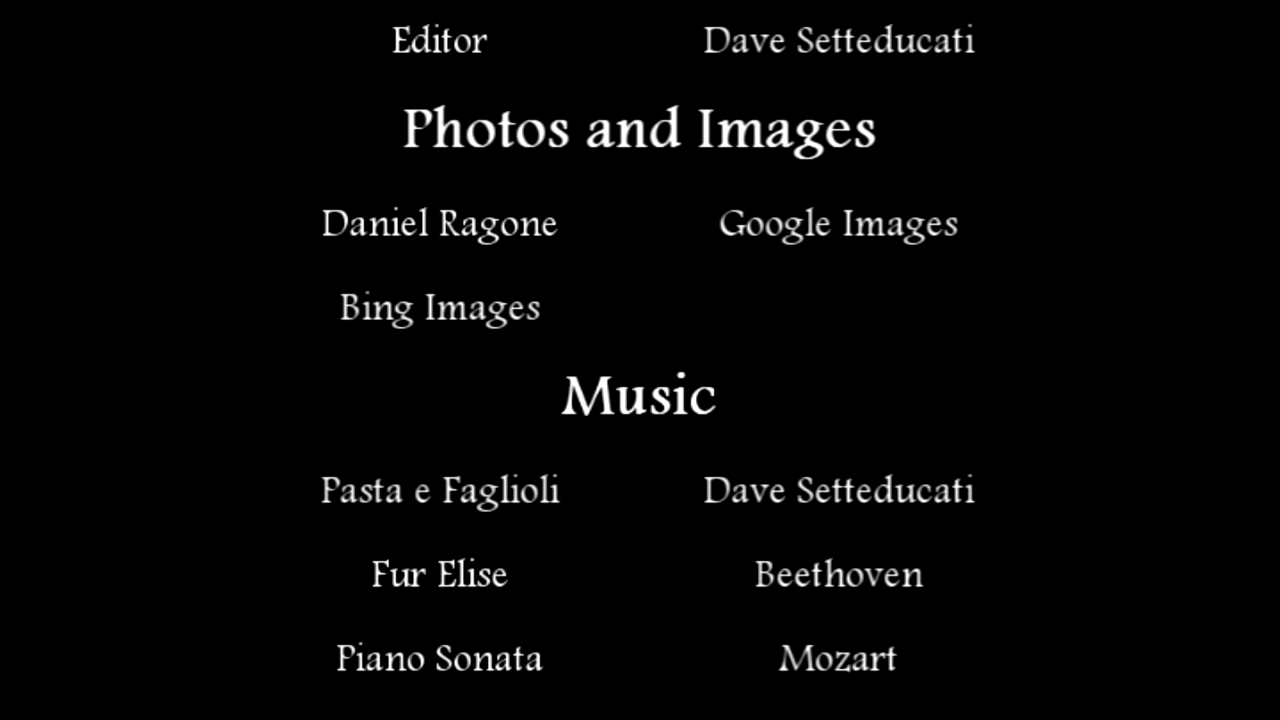 Editor Dave Setteducati
Photos and Images
Daniel Ragone Google Images
Bing Images
Music
Pasta e Faglioli Dave Setteducati
Fur Elise Beethoven
Piano Sonata Mozart